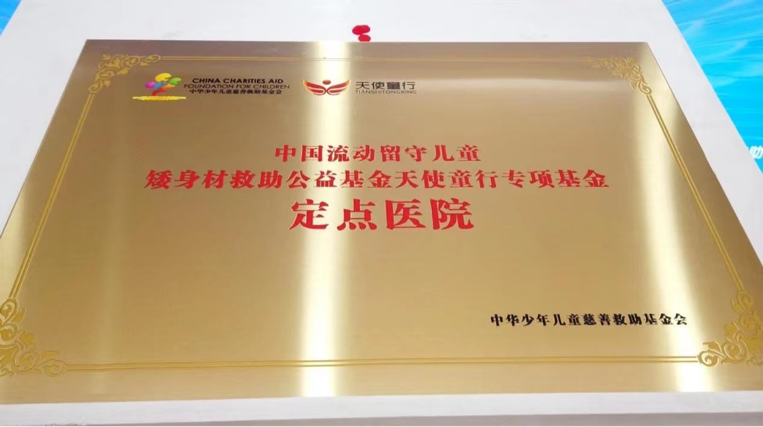 CHINA CHARITIES AID
FOUNDATION FOR CHILDREN
中华少年儿童慈善救助基金会
天使童行
TIANSHITONGXING
中国流动留守儿童
矮身材救助公益基金天使童行专项基金
定点医院
中华少年儿童慈善救助基金会
助